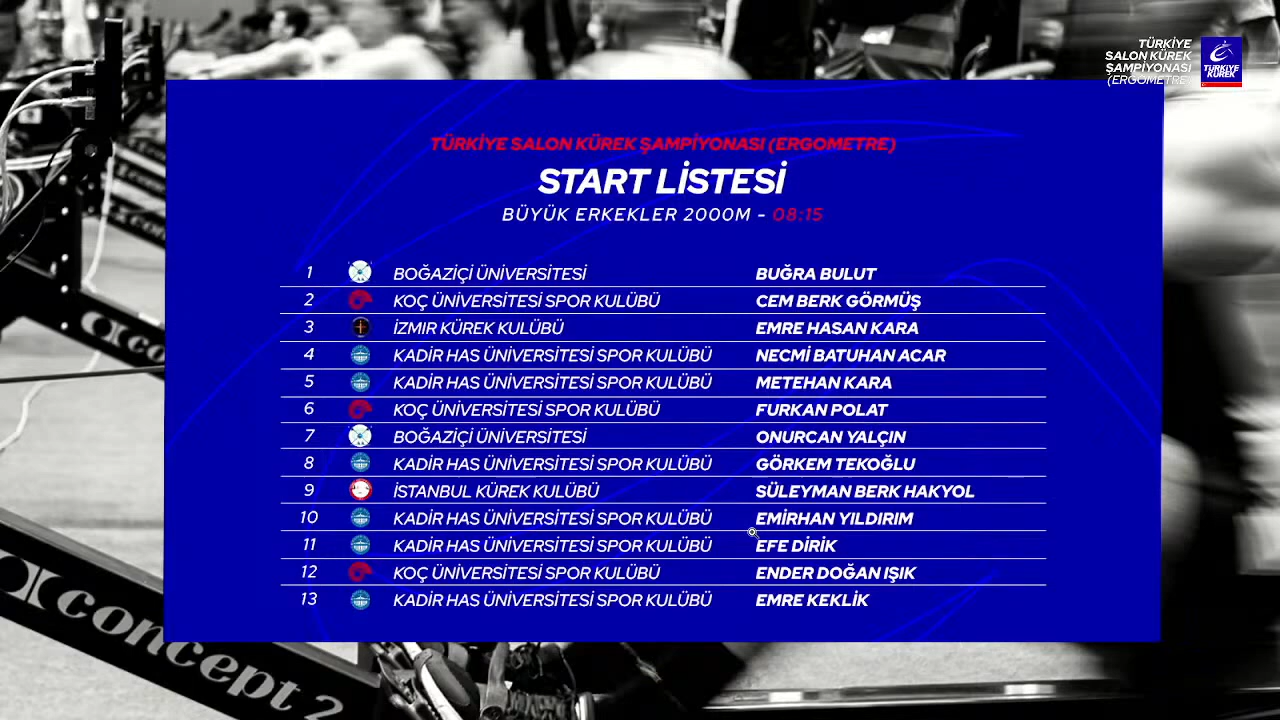 TÜRKİYE
SALON KÜREK
ŞAMPİYONASI
(ERGOMETRE)
TÜRKİYE
KÜREK
TÜRKİYE SALON KÜREK ŞAMPİYONASI (ERGOMETRE)
START LİSTESİ
BÜYÜK ERKEKLER 2000M - 08:15
1 BOĞAZİÇİ ÜNİVERSİTESİ BUĞRA BULUT
2 KOÇ ÜNİVERSİTESİ SPOR KULÜBÜ CEM BERK GÖRMÜŞ
3 İZMIR KÜREK KULÜBÜ EMRE HASAN KARA
4 KADİR HAS ÜNİVERSİTESİ SPOR KULÜBÜ NECMİ BATUHAN ACAR
5 KADİR HAS ÜNİVERSİTESİ SPOR KULÜBÜ METEHAN KARA
6 KOÇ ÜNİVERSİTESİ SPOR KULÜBÜ FURKAN POLAT
7 BOĞAZİÇİ ÜNİVERSİTESİ ONURCAN YALÇIN
8 KADİR HAS ÜNİVERSİTESİ SPOR KULÜBÜ GÖRKEM TEKOĞLU
9 İSTANBUL KÜREK KULÜBÜ SÜLEYMAN BERK HAKYOL
10 KADİR HAS ÜNİVERSİTESİ SPOR KULÜBÜ EMİRHAN YILDIRIM
11 KADİR HAS ÜNİVERSİTESİ SPOR KULÜBÜ EFE DİRİK
12 KOÇ ÜNİVERSİTESİ SPOR KULÜBÜ ENDER DOĞAN IŞIK
13 KADİR HAS ÜNİVERSİTESİ SPOR KULÜBÜ EMRE KEKLİK
concept 2